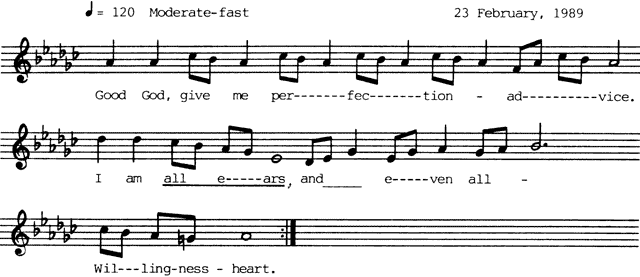 ♩ = 120 Moderate-fast 23 February, 1989
Good God, give me per-------fec-------tion - ad----------vice.
I am all e-----ars, and_____ e-----ven all -
Wil---ling-ness - heart.